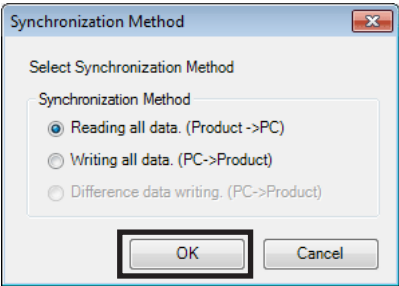 Synchronization Method
Select Synchronization Method
Synchronization Method
Reading all data. (Product ->PC)
Writing all data. (PC->Product)
Difference data writing. (PC->Product)
OK Cancel